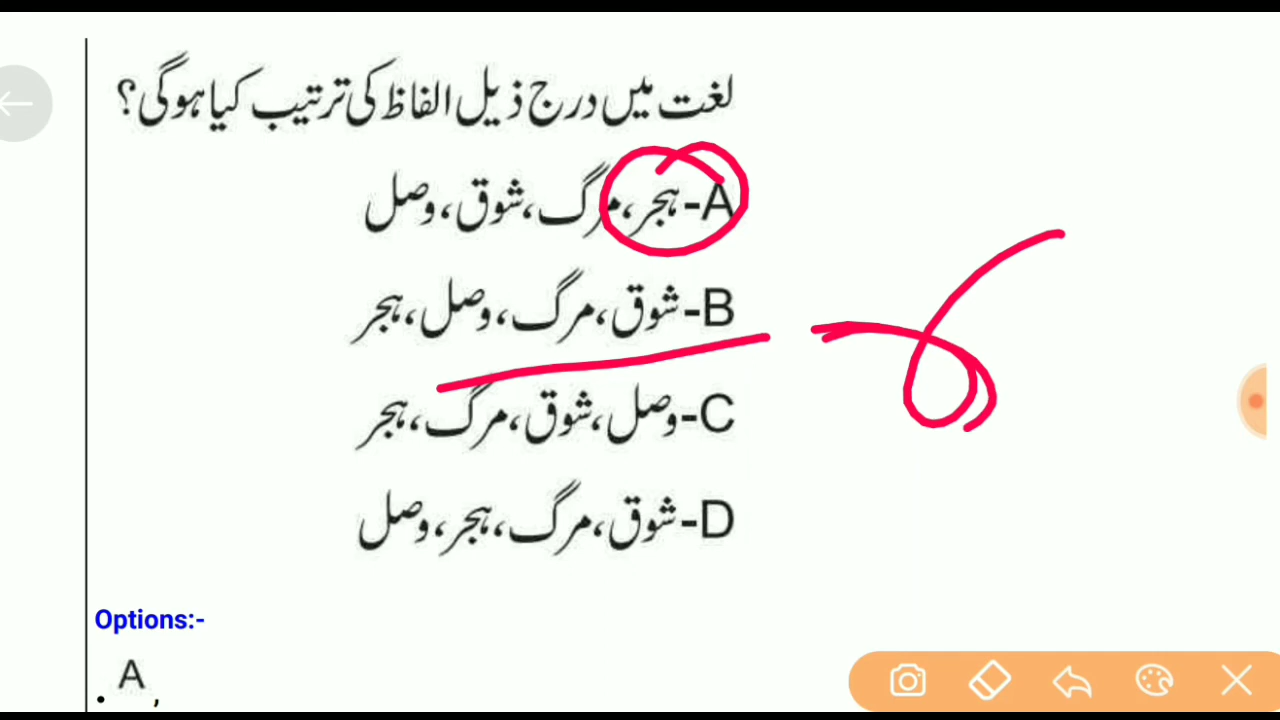 لغت میں درج ذیل الفاظ کی ترتیب کیا ہوگی؟
A-ہجر، مرگ، شوق، وصل
B-شوق، مرگ، وصل، ہجر
C-وصل، شوق، مرگ، ہجر
D-شوق، مرگ، ہجر، وصل
Options:-
. A ,